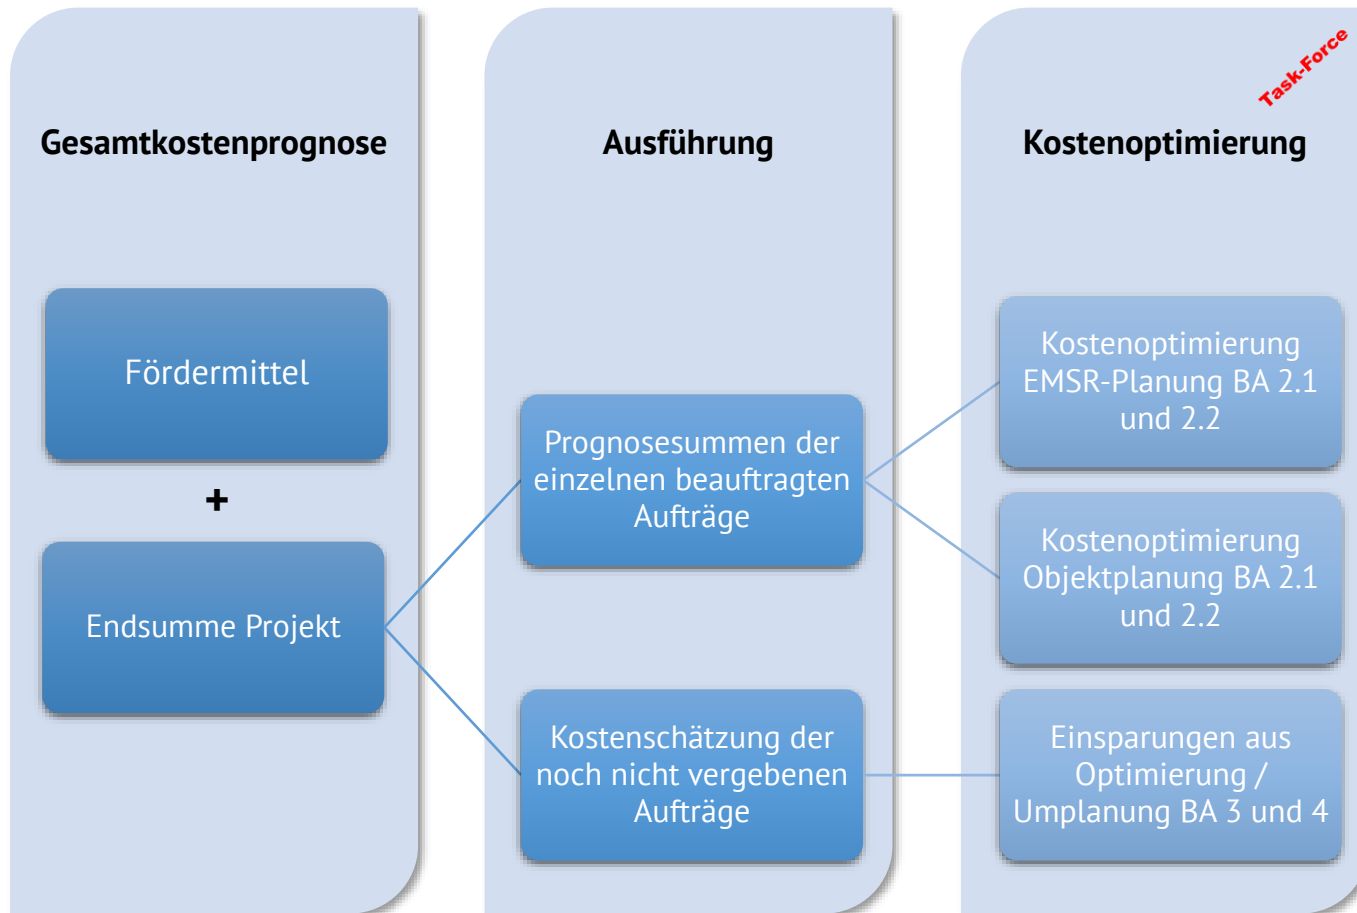 Task-Force
Gesamtkostenprognose
Ausführung
Kostenoptimierung
Fördermittel
+
Endsumme Projekt
Prognosesummen der
einzelnen beauftragten
Aufträge
Kostenschätzung der
noch nicht vergebenen
Aufträge
Kostenoptimierung
EMSR-Planung BA 2.1
und 2.2
Kostenoptimierung
Objektplanung BA 2.1
und 2.2
Einsparungen aus
Optimierung /
Umplanung BA 3 und 4